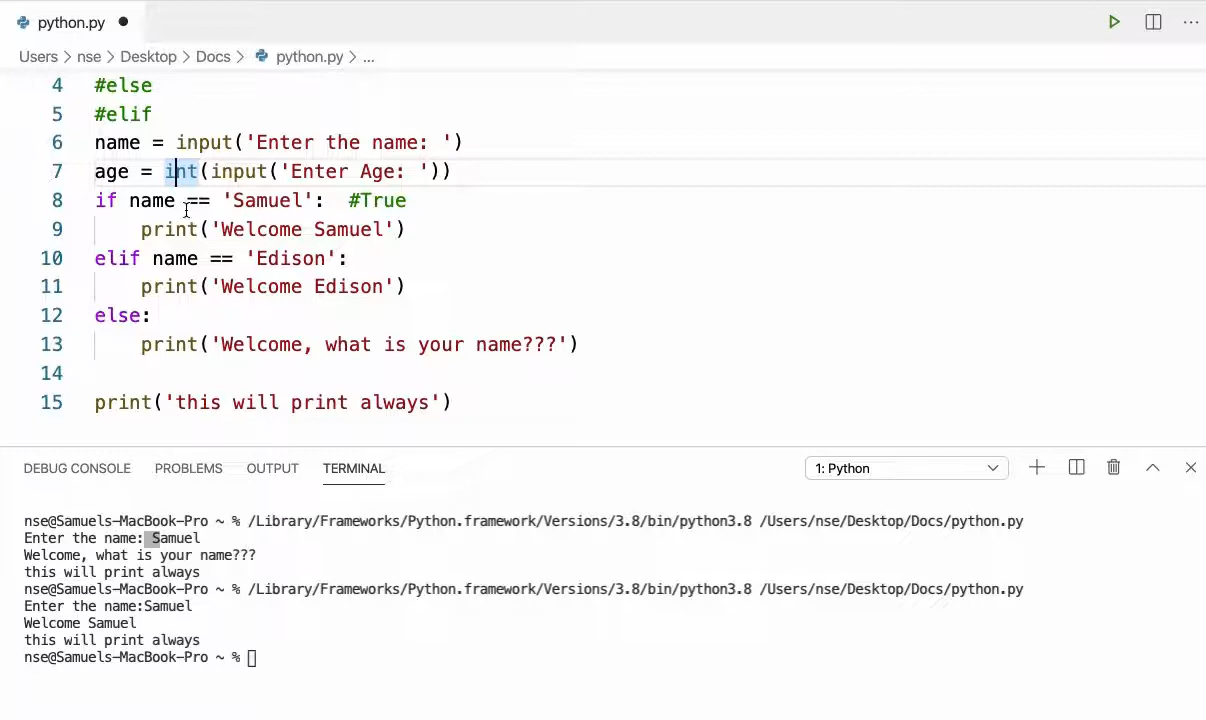 python.py ●
Users > nse > Desktop > Docs > python.py > ...
4 #else
5 #elif
6 name = input('Enter the name: ')
7 age = int(input('Enter Age: '))
8 if name == 'Samuel':  #True
9     print('Welcome Samuel')
10 elif name == 'Edison':
11     print('Welcome Edison')
12 else:
13     print('Welcome, what is your name???')
14
15 print('this will print always')
DEBUG CONSOLE PROBLEMS OUTPUT TERMINAL 1: Python
nse@Samuels-MacBook-Pro ~ % /Library/Frameworks/Python.framework/Versions/3.8/bin/python3.8 /Users/nse/Desktop/Docs/python.py
Enter the name: Samuel
Welcome, what is your name???
this will print always
nse@Samuels-MacBook-Pro ~ % /Library/Frameworks/Python.framework/Versions/3.8/bin/python3.8 /Users/nse/Desktop/Docs/python.py
Enter the name:Samuel
Welcome Samuel
this will print always
nse@Samuels-MacBook-Pro ~ %